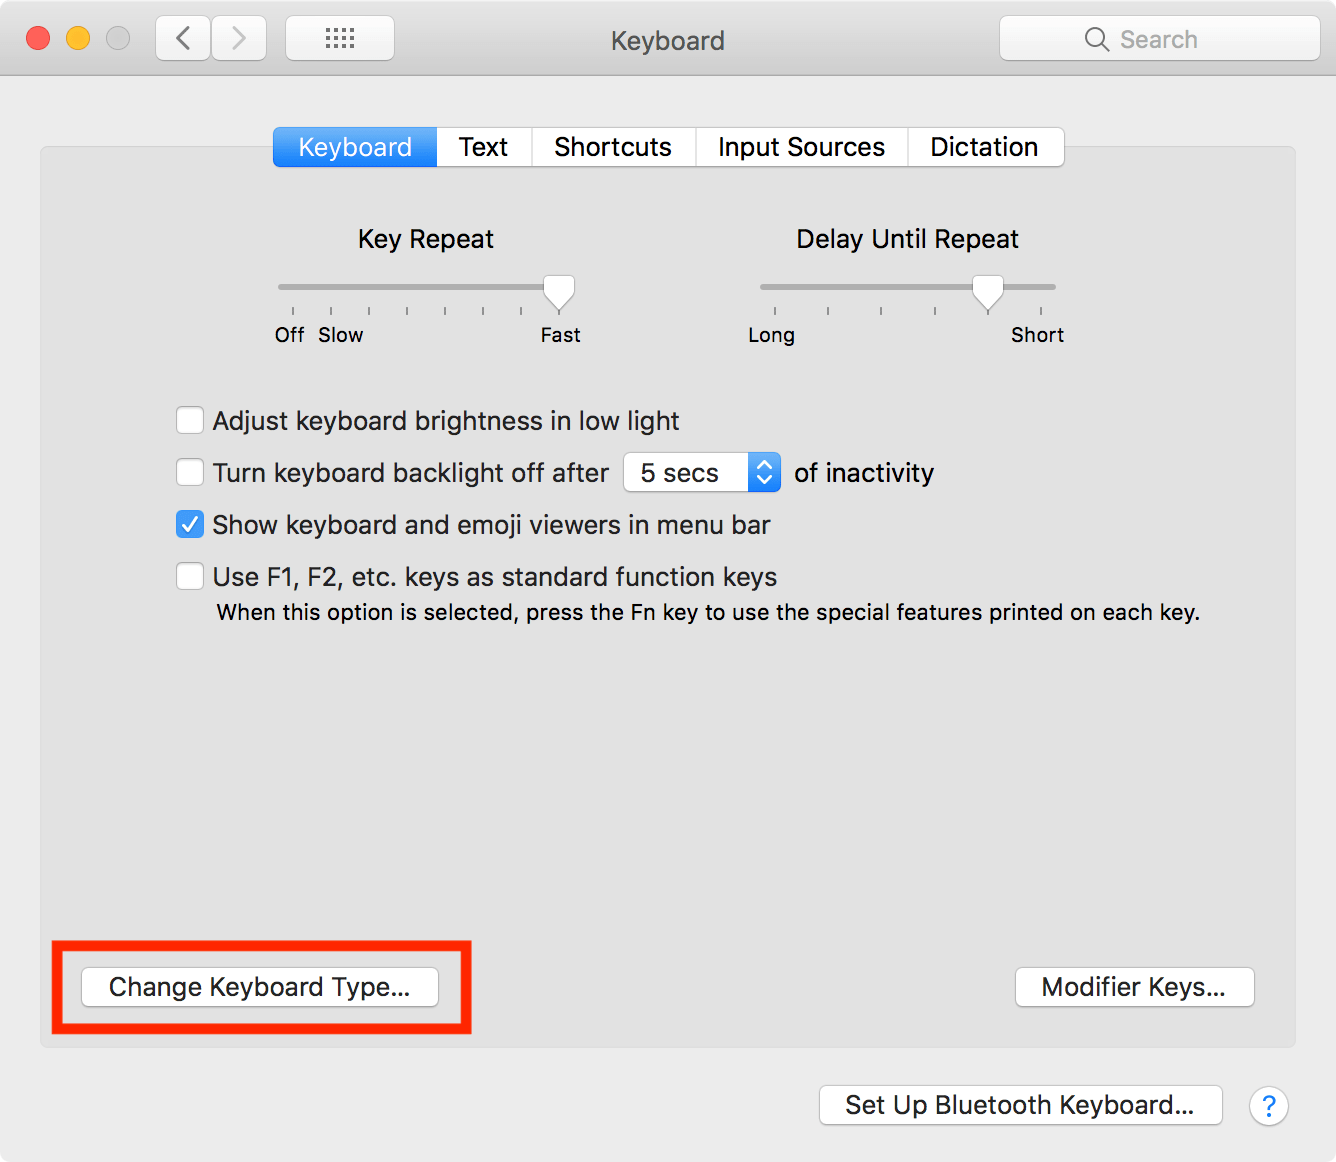 Keyboard
Search
Keyboard Text Shortcuts Input Sources Dictation
Key Repeat
Delay Until Repeat
Off Slow Fast
Long Short
Adjust keyboard brightness in low light
Turn keyboard backlight off after 5 secs of inactivity
Show keyboard and emoji viewers in menu bar
Use F1, F2, etc. keys as standard function keys
When this option is selected, press the Fn key to use the special features printed on each key.
Change Keyboard Type...
Modifier Keys...
Set Up Bluetooth Keyboard...
?